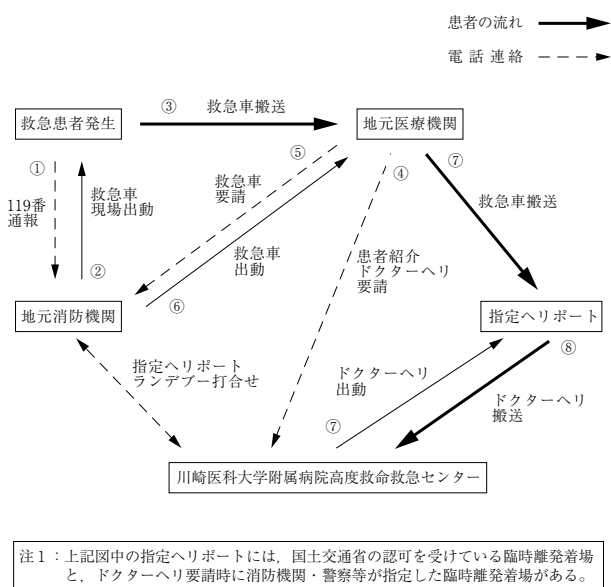 患者の流れ
電 話 連 絡
③ 救急車搬送
救急患者発生
地元医療機関
①
119番
通報
救急車
現場出動
②
⑤
救急車
要請
救急車
出動
⑥
④
患者紹介
ドクターヘリ
要請
⑦
救急車搬送
地元消防機関
指定ヘリポート
指定ヘリポート
ランデブー打合せ
ドクターヘリ
出動
⑦
⑧
ドクターヘリ
搬送
川崎医科大学附属病院高度救命救急センター
注１：上記図中の指定ヘリポートには，国土交通省の認可を受けている臨時離発着場
と，ドクターヘリ要請時に消防機関・警察等が指定した臨時離発着場がある。